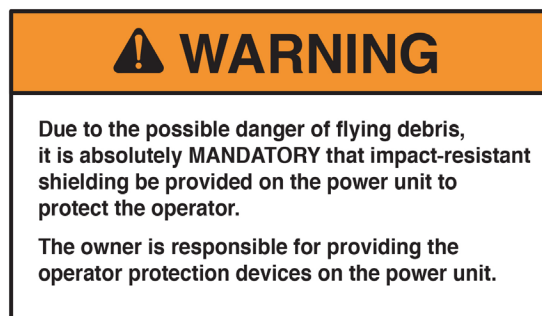 WARNING
Due to the possible danger of flying debris,
it is absolutely MANDATORY that impact-resistant
shielding be provided on the power unit to
protect the operator.
The owner is responsible for providing the
operator protection devices on the power unit.